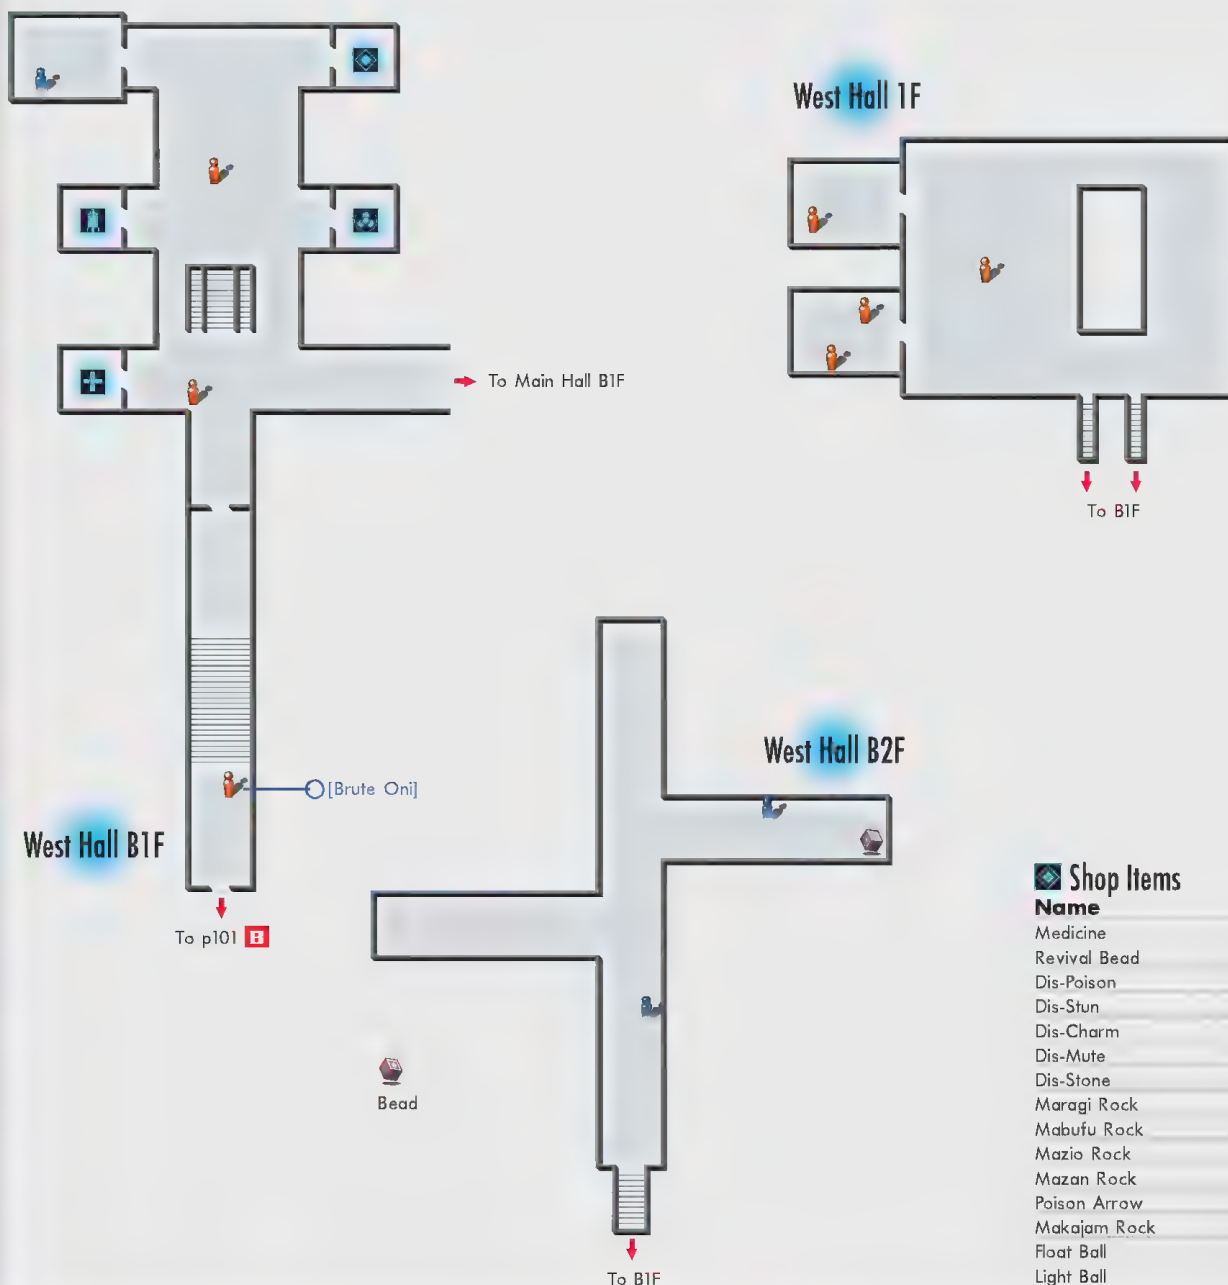 West Hall 1F
To Main Hall B1F
To B1F
West Hall B2F
[Brute Oni]
West Hall B1F
To p101 B
Bead
To B1F
Shop Items
Name
Medicine
Revival Bead
Dis-Poison
Dis-Stun
Dis-Charm
Dis-Mute
Dis-Stone
Maragi Rock
Mabufu Rock
Mazio Rock
Mazan Rock
Poison Arrow
Makajam Rock
Float Ball
Light Ball